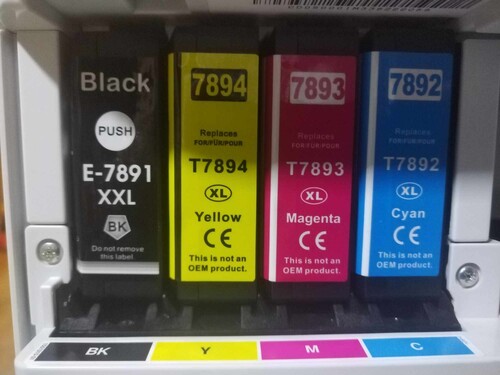 Black
PUSH
E-7891
XXL
BK
Do not remove
this label
7894
Replaces
FOR/FÜR/POUR
T7894
XL
Yellow
CE
This is not an
OEM product.
7893
Replaces
FOR/FÜR/POUR
T7893
XL
Magenta
CE
This is not an
OEM product.
7892
Replaces
FOR/FÜR/POUR
T7892
XL
Cyan
CE
This is not an
OEM product.
BK
Y
M
C